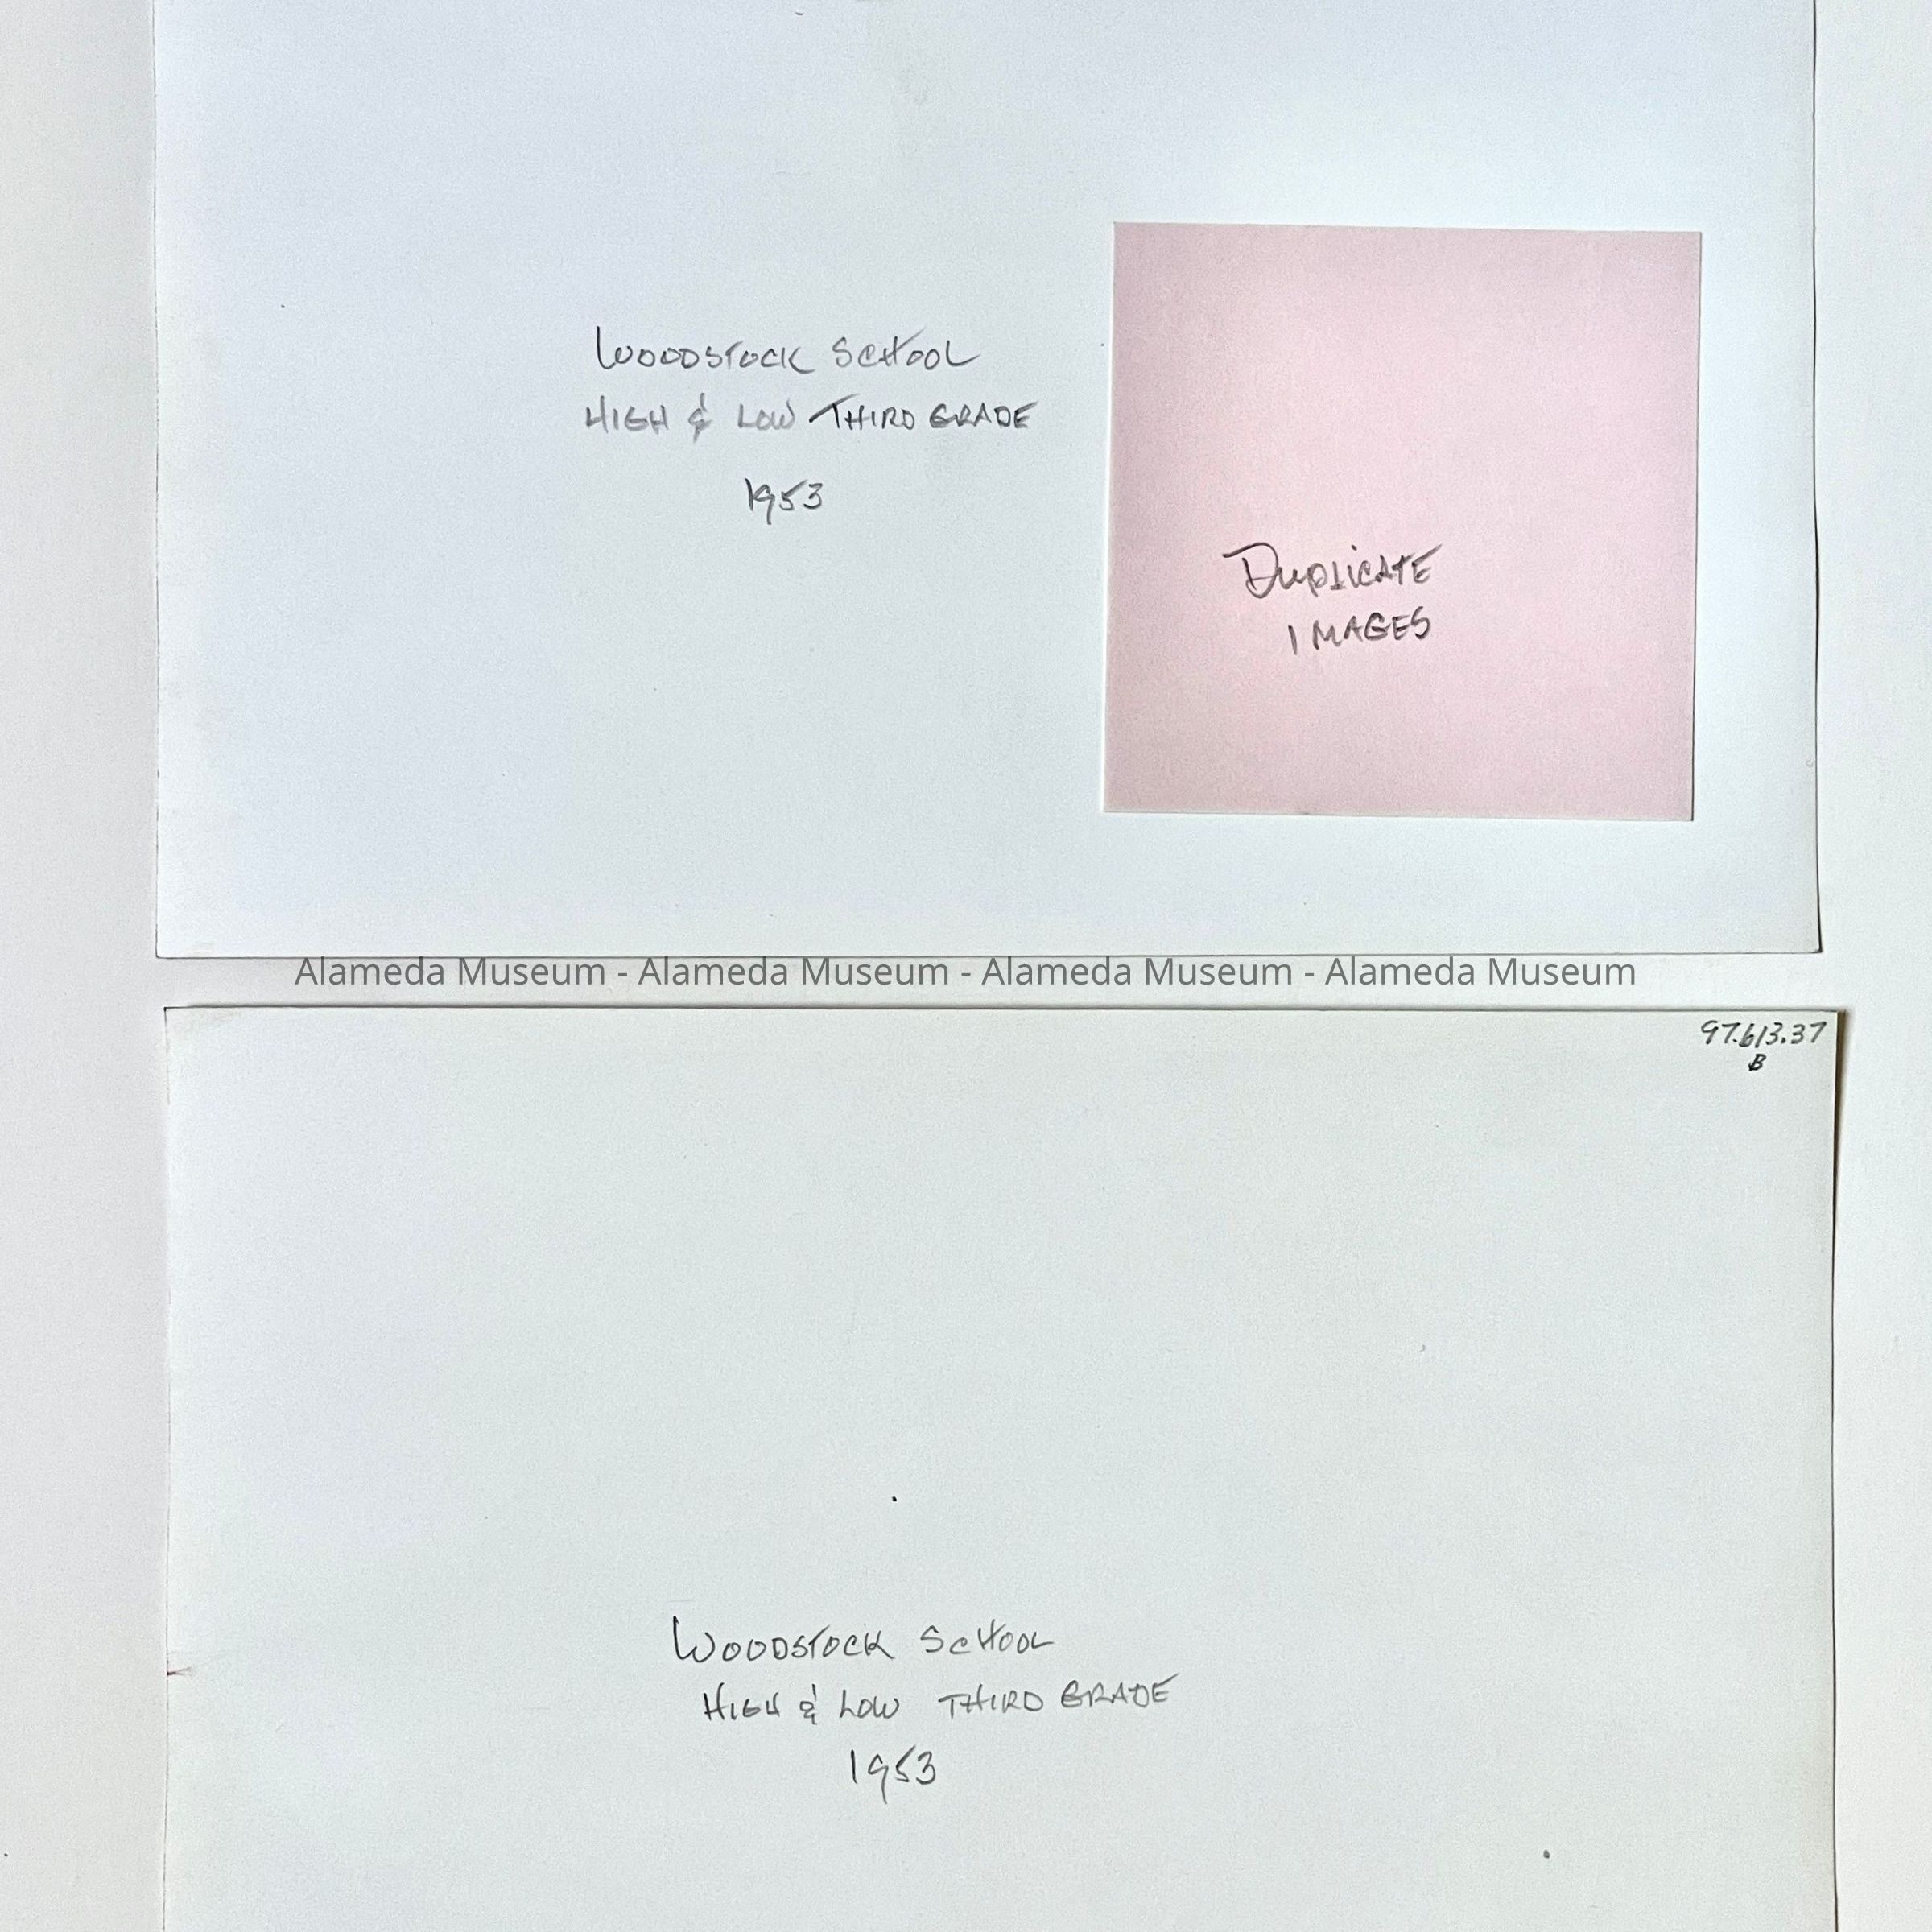 WOODSTOCK SCHOOL
HIGH & LOW THIRD GRADE
1953
DUPLICATE
IMAGES
Alameda Museum - Alameda Museum - Alameda Museum - Alameda Museum
97.613.37
B
WOODSTOCK SCHOOL
HIGH & LOW THIRD GRADE
1953